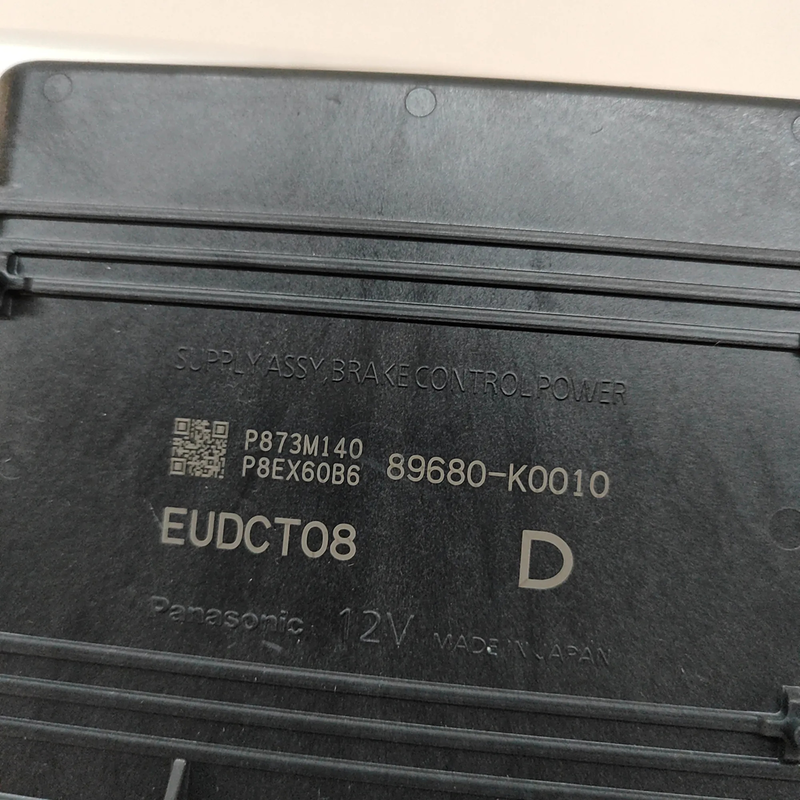 SUPPLY ASSY,BRAKE CONTROL POWER
P873M140
P8EX60B6
89680-K0010
EUDCT08
D
Panasonic 12V MADE IN JAPAN